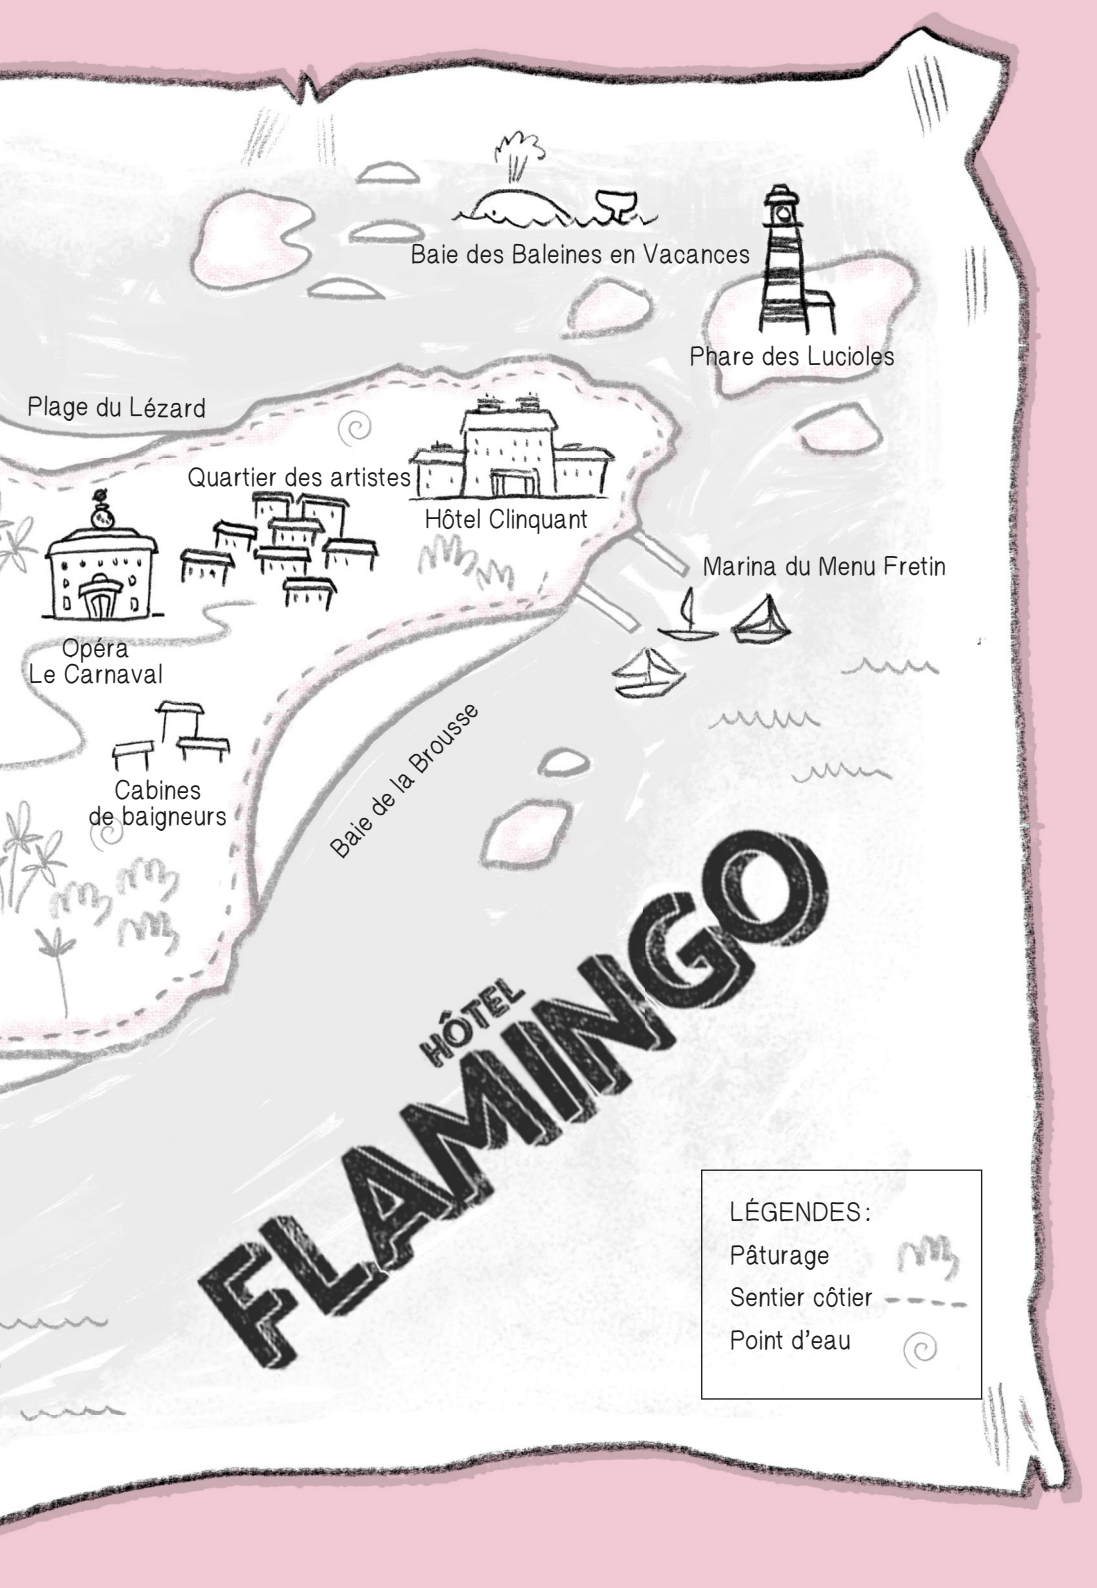 Baie des Baleines en Vacances
Phare des Lucioles
Plage du Lézard
Quartier des artistes
Hôtel Clinquant
Marina du Menu Fretin
Opéra
Le Carnaval
Cabines
de baigneurs
Baie de la Brousse
HÔTEL
FLAMINGO
LÉGENDES :
Pâturage
Sentier côtier
Point d'eau